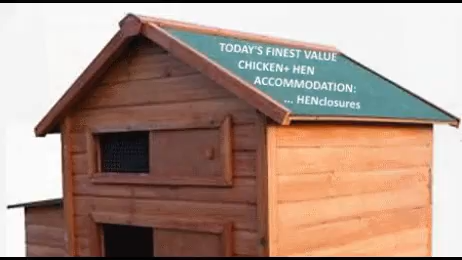 TODAY'S FINEST VALUE
CHICKEN+ HEN
ACCOMMODATION:
... HENclosures